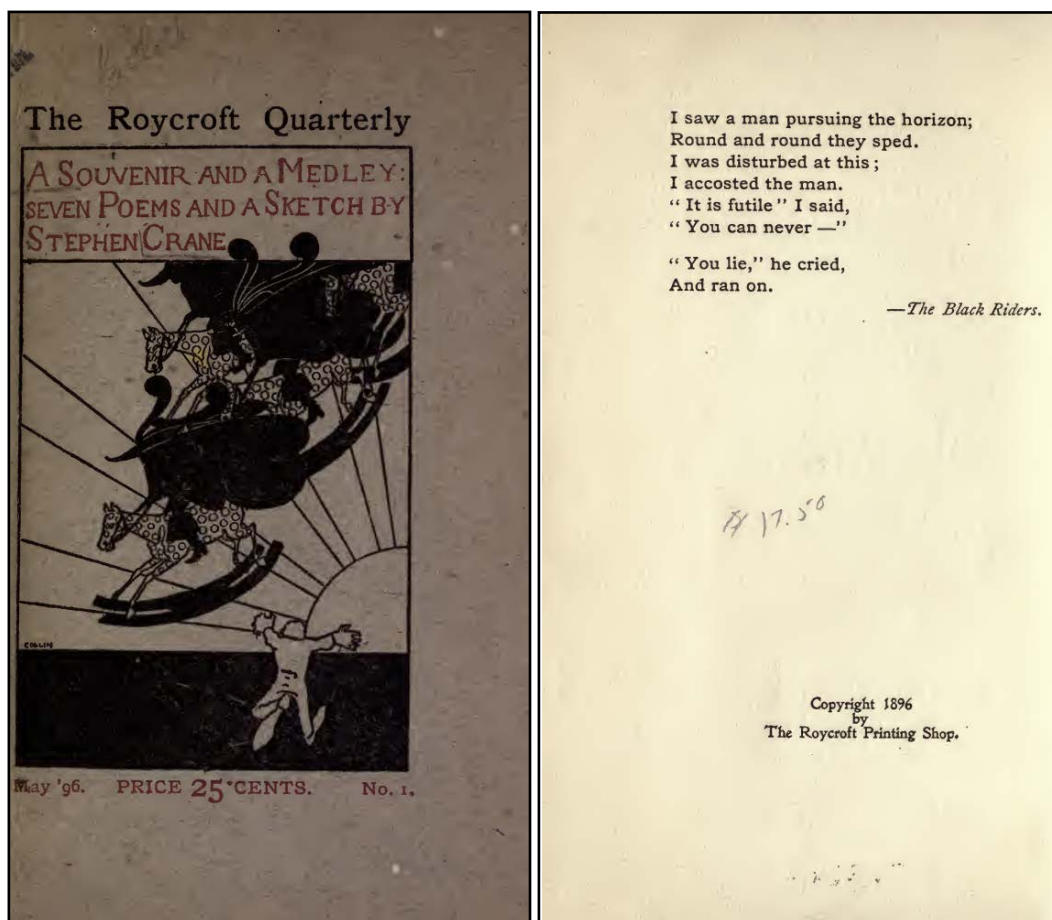 The Roycroft Quarterly
A SOUVENIR AND A MEDLEY:
SEVEN POEMS AND A SKETCH BY
STEPHEN CRANE
May '96. PRICE 25 CENTS. No. 1.
I saw a man pursuing the horizon;
Round and round they sped.
I was disturbed at this;
I accosted the man.
"It is futile" I said,
"You can never —"
"You lie," he cried,
And ran on.
—The Black Riders.
17.50
Copyright 1896
by
The Roycroft Printing Shop.